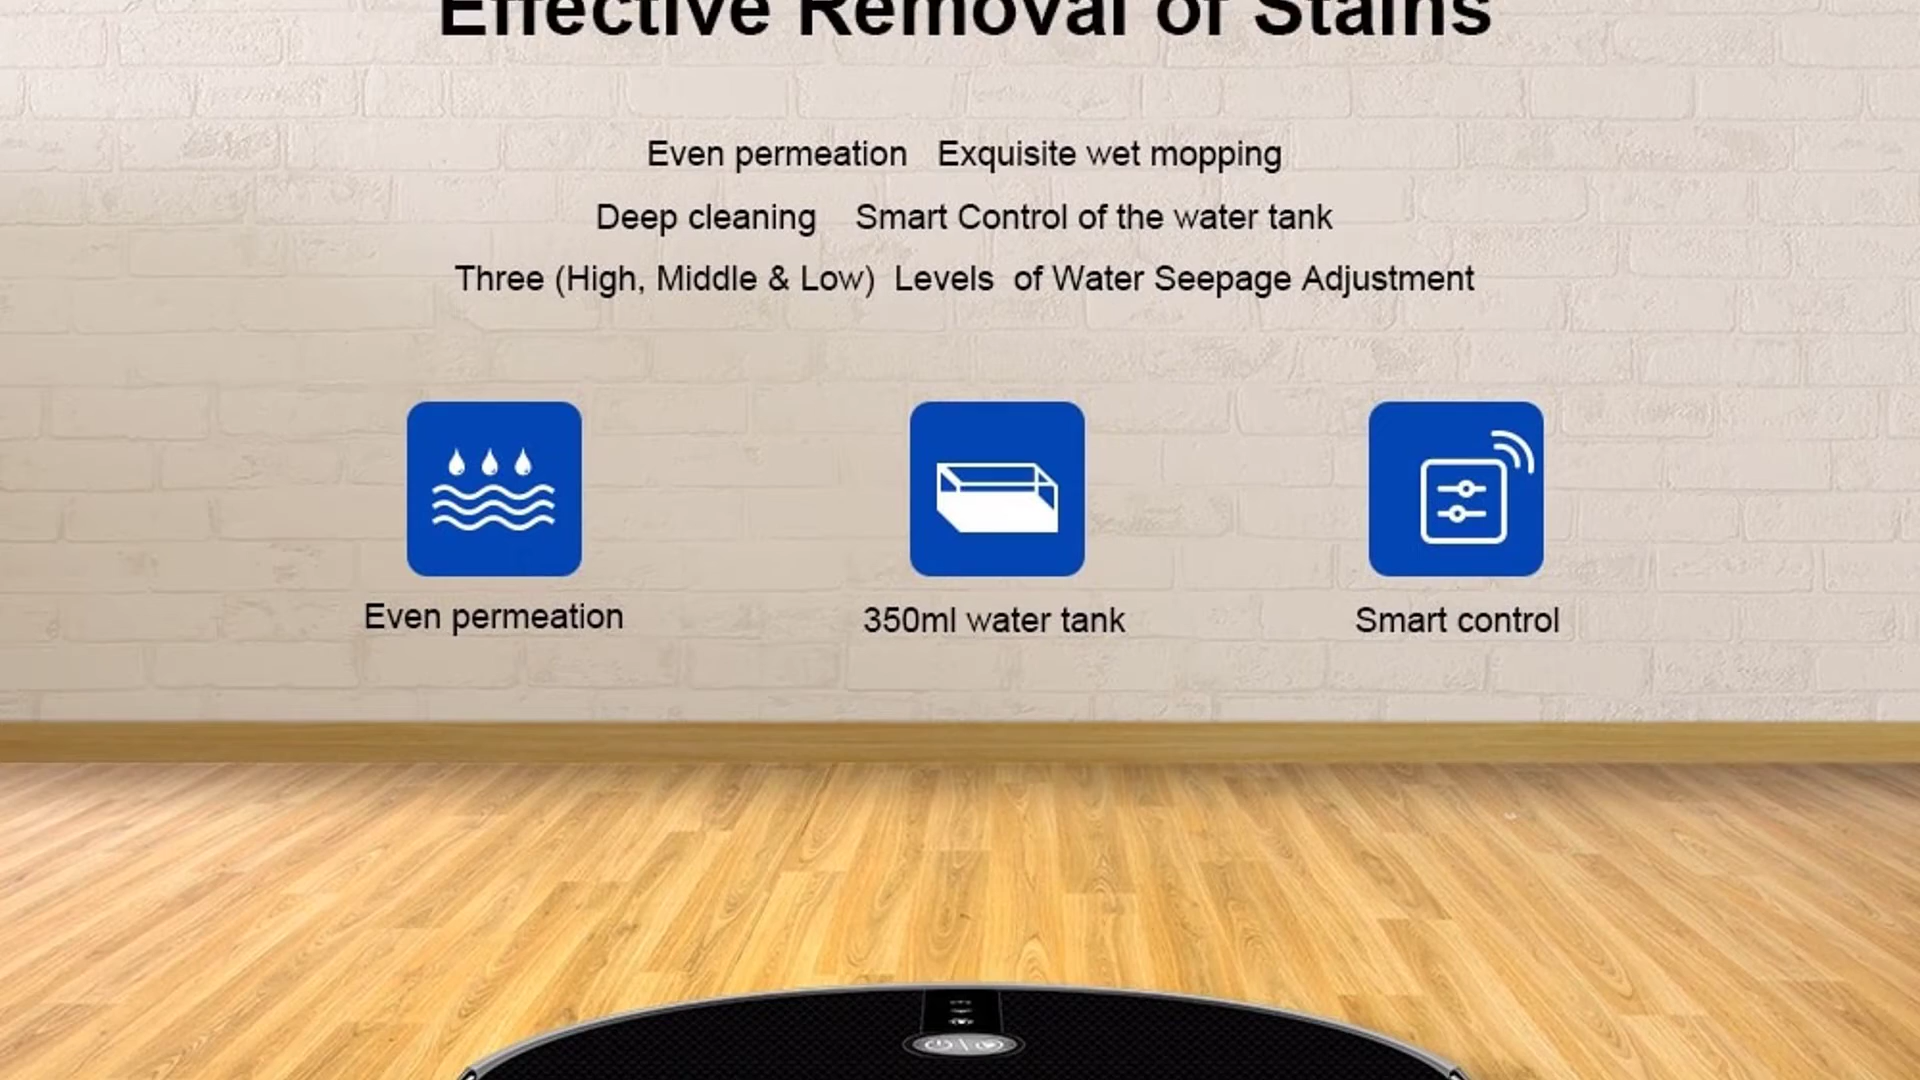 Effective Removal of Stains
Even permeation Exquisite wet mopping
Deep cleaning Smart Control of the water tank
Three (High, Middle & Low) Levels of Water Seepage Adjustment
Even permeation
350ml water tank
Smart control